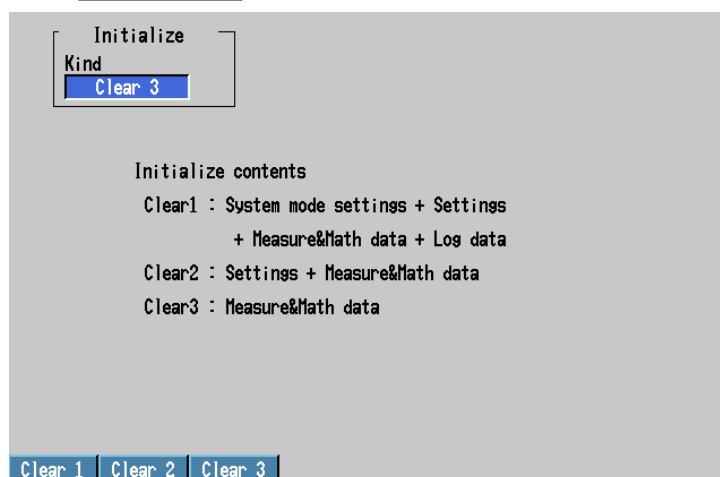 Initialize
Kind
Clear 3
Initialize contents
Clear1 : System mode settings + Settings
+ Measure&Math data + Log data
Clear2 : Settings + Measure&Math data
Clear3 : Measure&Math data
Clear 1 Clear 2 Clear 3